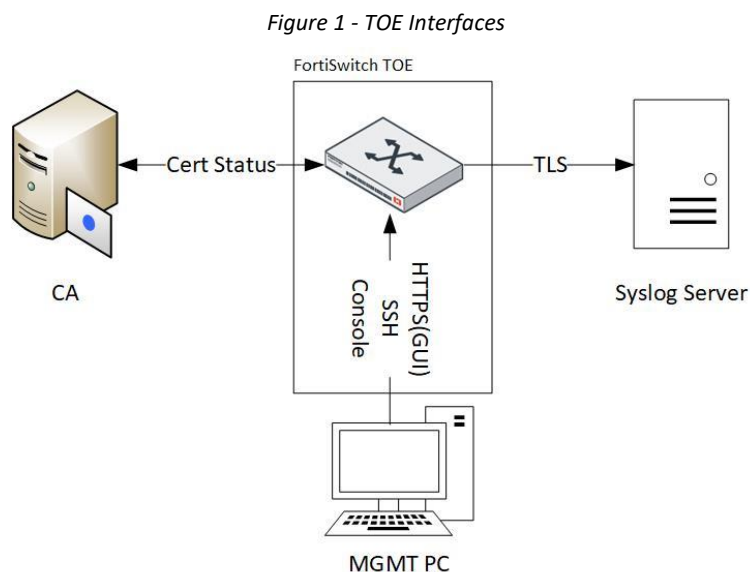 Figure 1 - TOE Interfaces
FortiSwitch TOE
Cert Status
TLS
HTTPS(GUI)
SSH
Console
CA
Syslog Server
MGMT PC